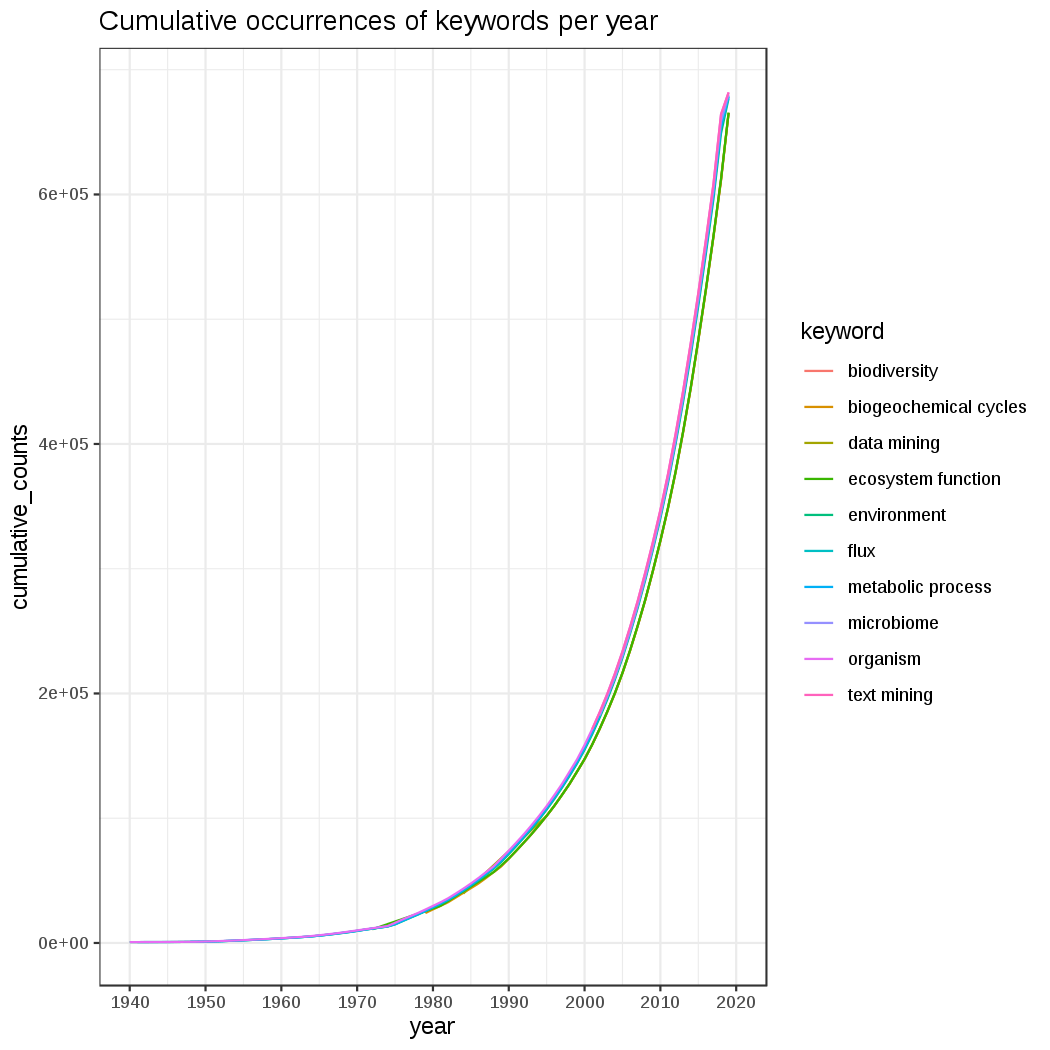 Cumulative occurrences of keywords per year
6e+05
4e+05
2e+05
0e+00
cumulative_counts
1940 1950 1960 1970 1980 1990 2000 2010 2020
year
keyword
biodiversity
biogeochemical cycles
data mining
ecosystem function
environment
flux
metabolic process
microbiome
organism
text mining